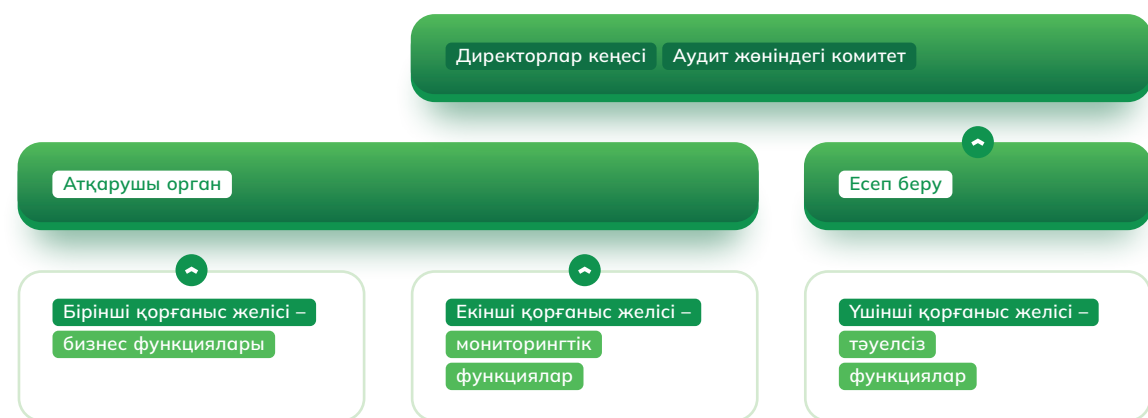 Директорлар кеңесі Аудит жөніндегі комитет
Атқарушы орган
Есеп беру
Бірінші қорғаныс желісі –
бизнес функциялары
Екінші қорғаныс желісі –
мониторингтік
функциялар
Үшінші қорғаныс желісі –
тәуелсіз
функциялар